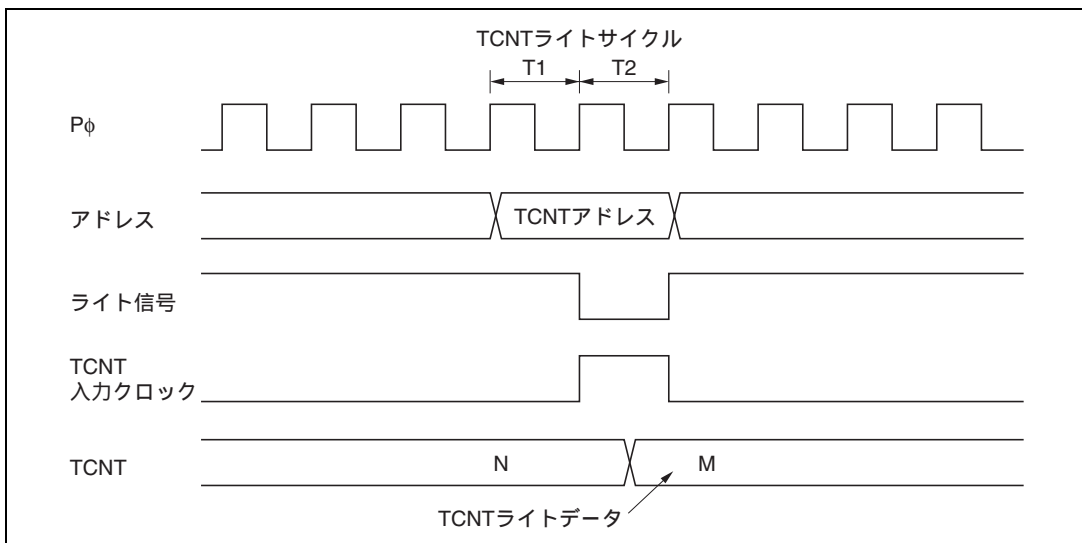 TCNTライトサイクル
T1 T2
Pφ
アドレス TCNTアドレス
ライト信号
TCNT
入力クロック
TCNT N M
TCNTライトデータ